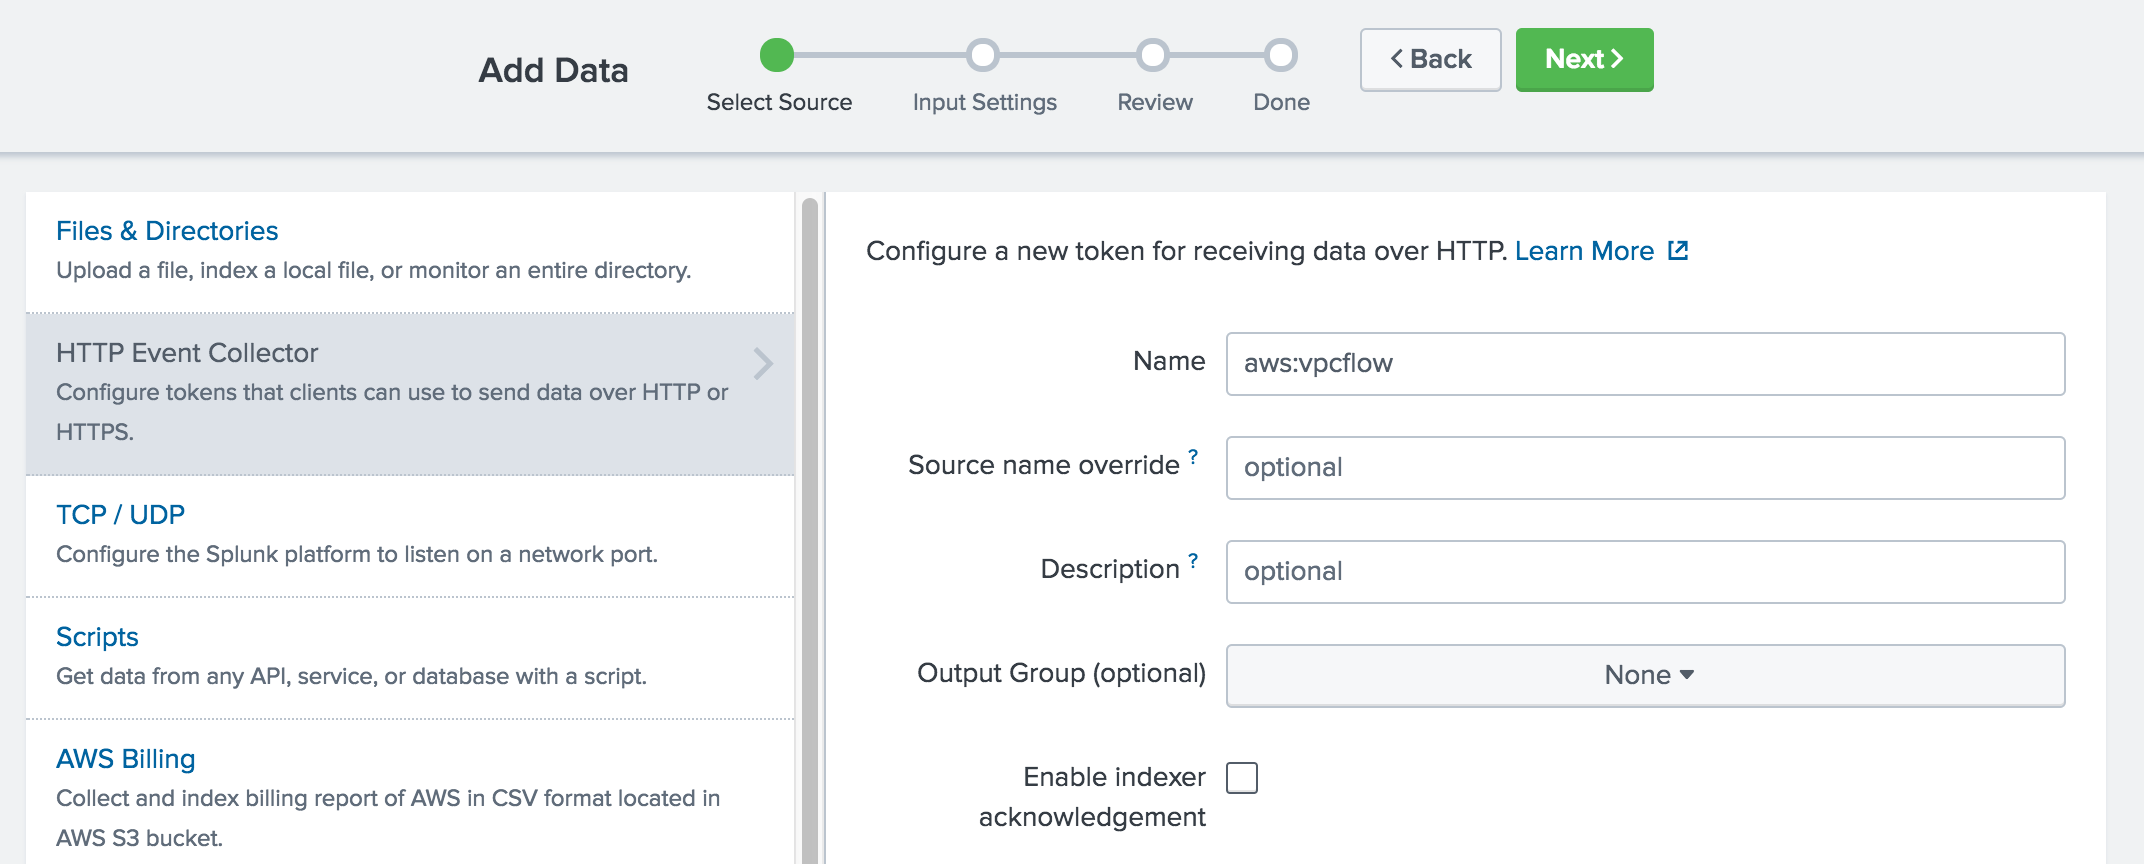 Add Data
Select Source
Input Settings
Review
Done
Back
Next
Files & Directories
Upload a file, index a local file, or monitor an entire directory.
HTTP Event Collector
Configure tokens that clients can use to send data over HTTP or
HTTPS.
TCP / UDP
Configure the Splunk platform to listen on a network port.
Scripts
Get data from any API, service, or database with a script.
AWS Billing
Collect and index billing report of AWS in CSV format located in
AWS S3 bucket.
Configure a new token for receiving data over HTTP. Learn More
Name
aws:vpcflow
Source name override ?
optional
Description ?
optional
Output Group (optional)
None
Enable indexer
acknowledgement